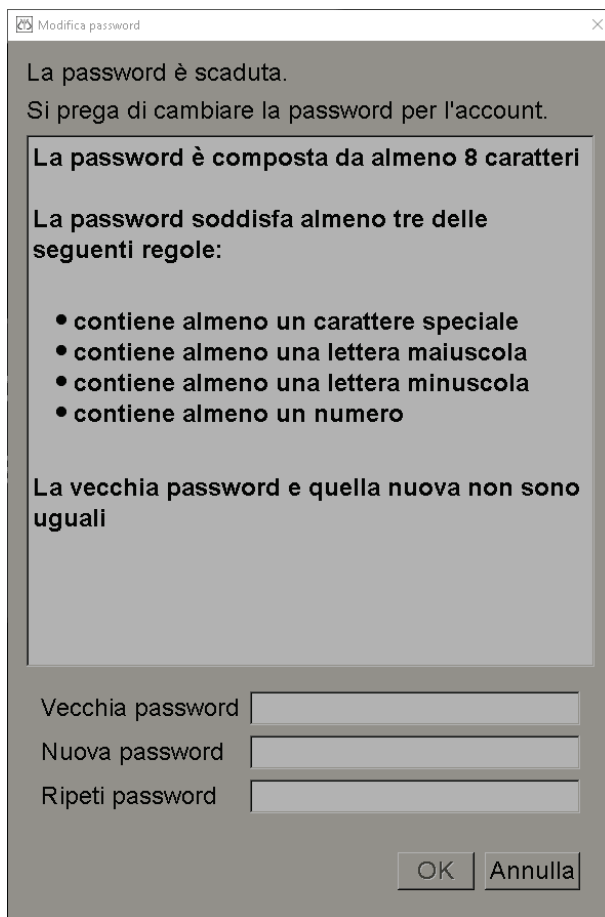 Modifica password
La password è scaduta.
Si prega di cambiare la password per l'account.
La password è composta da almeno 8 caratteri
La password soddisfa almeno tre delle
seguenti regole:
• contiene almeno un carattere speciale
• contiene almeno una lettera maiuscola
• contiene almeno una lettera minuscola
• contiene almeno un numero
La vecchia password e quella nuova non sono
uguali
Vecchia password
Nuova password
Ripeti password
OK Annulla